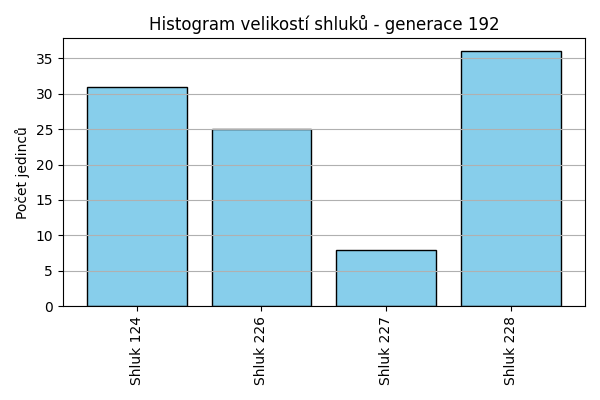 Histogram velikostí shluků - generace 192
Počet jedinců
35
30
25
20
15
10
5
0
Shluk 124
Shluk 226
Shluk 227
Shluk 228